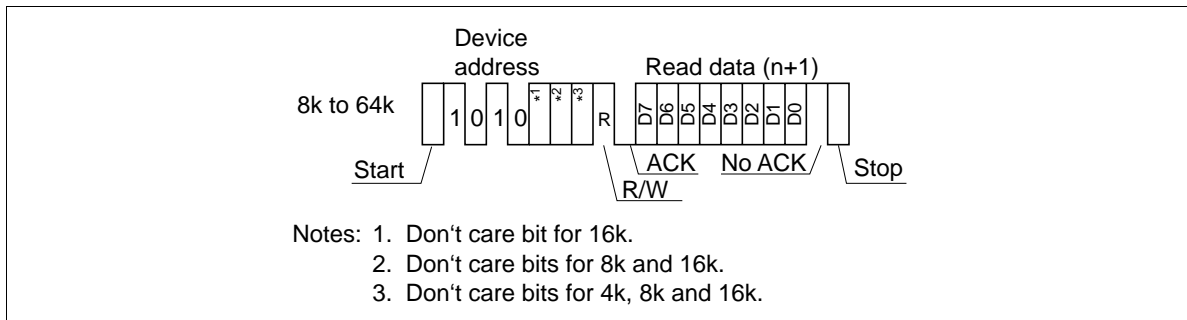 Device
address
Read data (n+1)
8k to 64k
1 0 1 0 *1 *2 *3 R D7 D6 D5 D4 D3 D2 D1 D0
Start
ACK
No ACK
Stop
R/W
Notes: 1. Don't care bit for 16k.
2. Don't care bits for 8k and 16k.
3. Don't care bits for 4k, 8k and 16k.